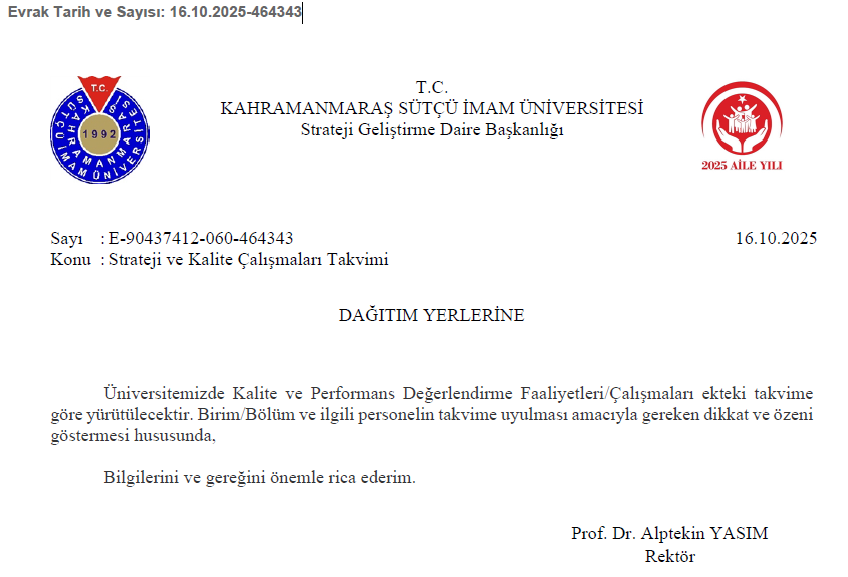 Evrak Tarih ve Sayısı: 16.10.2025-464343
T.C.
T.C.
KAHRAMANMARAŞ SÜTÇÜ İMAM ÜNİVERSİTESİ
Strateji Geliştirme Daire Başkanlığı
KAHRAMANMARAŞ SÜTÇÜ İMAM ÜNİVERSİTESİ
1992
2025 AİLE YILI
Sayı : E-90437412-060-464343 16.10.2025
Konu : Strateji ve Kalite Çalışmaları Takvimi
DAĞITIM YERLERİNE
Üniversitemizde Kalite ve Performans Değerlendirme Faaliyetleri/Çalışmaları ekteki takvime
göre yürütülecektir. Birim/Bölüm ve ilgili personelin takvime uyulması amacıyla gereken dikkat ve özeni
göstermesi hususunda,
Bilgilerini ve gereğini önemle rica ederim.
Prof. Dr. Alptekin YASIM
Rektör